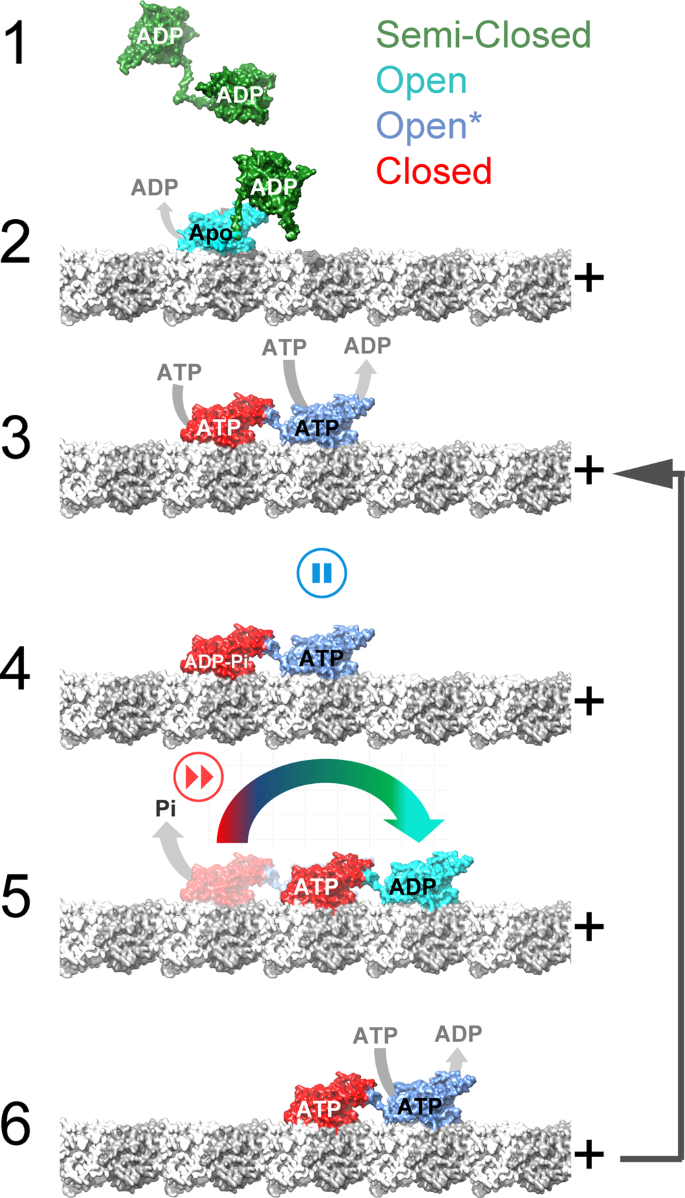 1
ADP
ADP
Semi-Closed
Open
Open*
Closed
2
ADP
ADP
Apo
+
3
ATP
ATP
ADP
ATP
ATP
+
4
ADP-Pi
ATP
+
5
Pi
ATP
ADP
+
6
ATP
ADP
ATP
ATP
+